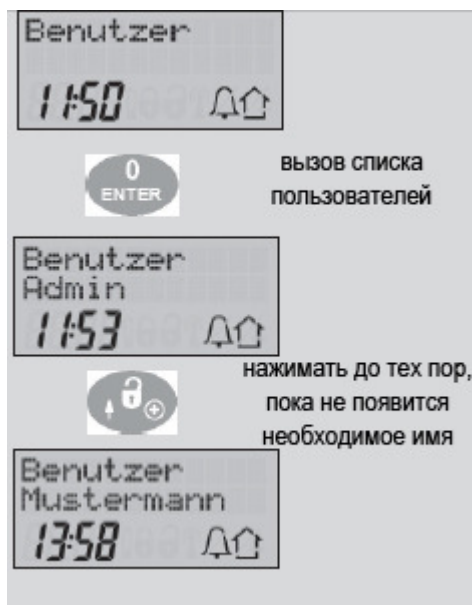 Benutzer
11:50
0
ENTER
вызов списка
пользователей
Benutzer
Admin
11:53
нажимать до тех пор,
пока не появится
необходимое имя
Benutzer
Mustermann
13:58